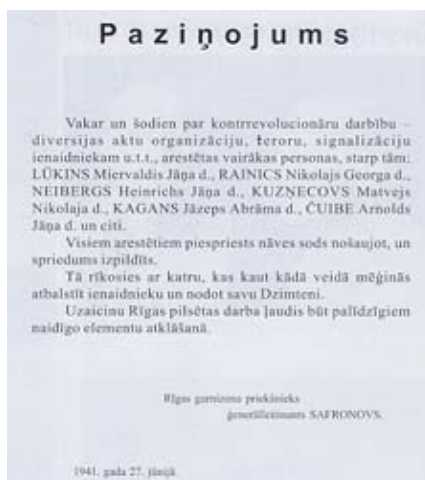 Paziņojums
Vakar un šodien par kontrrevolucionāru darbību –
diversijas aktu organizāciju, teroru, signalizāciju
ienaidniekam u.t.t., arestētas vairākas personas, starp tām:
LŪKINS Miervaldis Jāņa d., RAINICS Nikolajs Georga d.,
NEIBERGS Heinrichs Jāņa d., KUZŅECOVS Matvejs
Nikolaja d., KAGANS Jāzeps Abrāma d., ČUIBE Arnolds
Jāņa d. un citi.
Visiem arestētiem piespriests nāves sods nošaujot, un
spriedums izpildīts.
Tā rīkosies ar katru, kas kaut kādā veidā mēģinās
atbalstīt ienaidnieku un nodot savu Dzimteni.
Uzaicinu Rīgas pilsētas darba ļaudis būt palīdzīgiem
naidīgo elementu atklāšanā.
Rīgas garnizona priekšnieks
ģenerālleitnants SAFRONOVS.
1941. gada 27. jūnijā